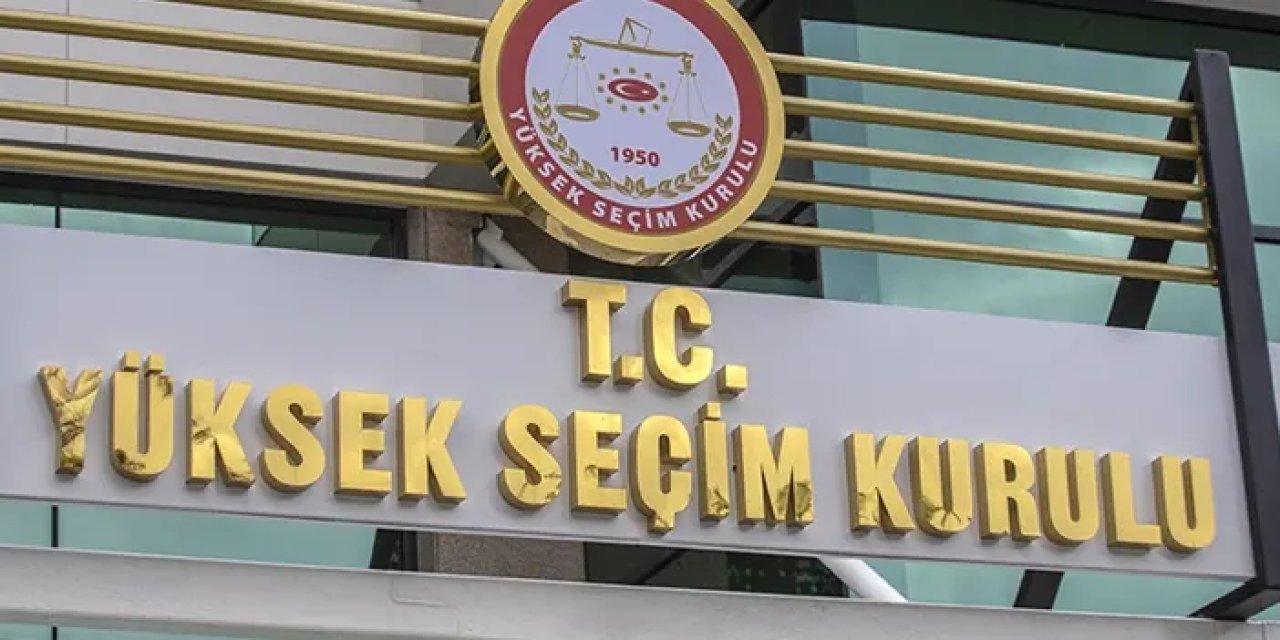 1950
YÜKSEK SEÇİM KURULU
T.C.
YÜKSEK SEÇİM KURULU